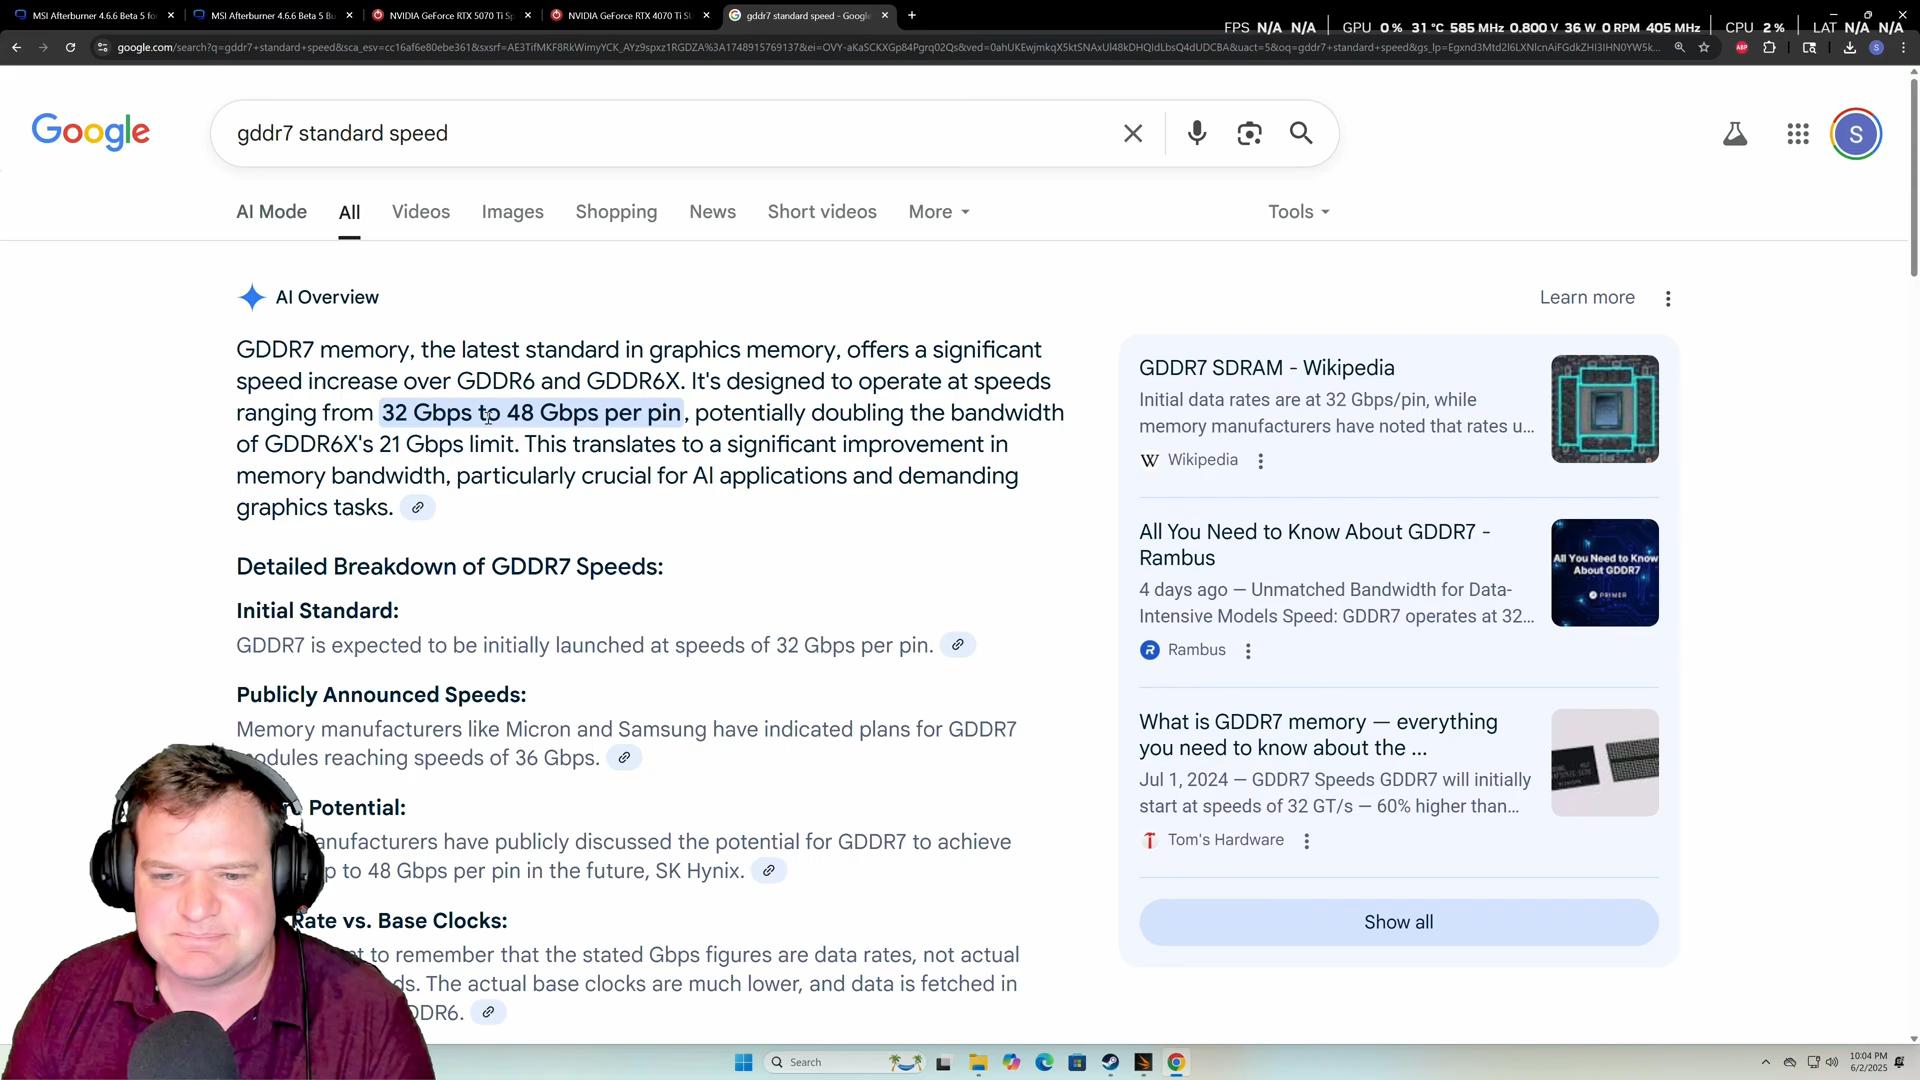 MSI Afterburner 4.6.6 Beta 5 for
MSI Afterburner 4.6.6 Beta 5 Bu
NVIDIA GeForce RTX 5070 Ti Sp
NVIDIA GeForce RTX 4070 Ti SU
gddr7 standard speed - Google
FPS N/A N/A GPU 0 % 31 °C 585 MHz 0.800 V 36 W 0 RPM 405 MHz CPU 2 % LAT N/A N/A
Google
gddr7 standard speed
S
AI Mode All Videos Images Shopping News Short videos More Tools
AI Overview
Learn more
GDDR7 memory, the latest standard in graphics memory, offers a significant
speed increase over GDDR6 and GDDR6X. It's designed to operate at speeds
ranging from 32 Gbps to 48 Gbps per pin, potentially doubling the bandwidth
of GDDR6X's 21 Gbps limit. This translates to a significant improvement in
memory bandwidth, particularly crucial for AI applications and demanding
graphics tasks.
Detailed Breakdown of GDDR7 Speeds:
Initial Standard:
GDDR7 is expected to be initially launched at speeds of 32 Gbps per pin.
Publicly Announced Speeds:
Memory manufacturers like Micron and Samsung have indicated plans for GDDR7
modules reaching speeds of 36 Gbps.
Potential:
manufacturers have publicly discussed the potential for GDDR7 to achieve
to 48 Gbps per pin in the future, SK Hynix.
Rate vs. Base Clocks:
to remember that the stated Gbps figures are data rates, not actual
The actual base clocks are much lower, and data is fetched in
GDDR7 SDRAM - Wikipedia
Initial data rates are at 32 Gbps/pin, while
memory manufacturers have noted that rates u...
W Wikipedia
All You Need to Know About GDDR7 -
Rambus
4 days ago — Unmatched Bandwidth for Data-
Intensive Models Speed: GDDR7 operates at 32...
R Rambus
All You Need to Know
About GDDR7
PRIMER
What is GDDR7 memory — everything
you need to know about the ...
Jul 1, 2024 — GDDR7 Speeds GDDR7 will initially
start at speeds of 32 GT/s — 60% higher than...
Tom's Hardware
Show all
Search
10:04 PM
6/2/2025